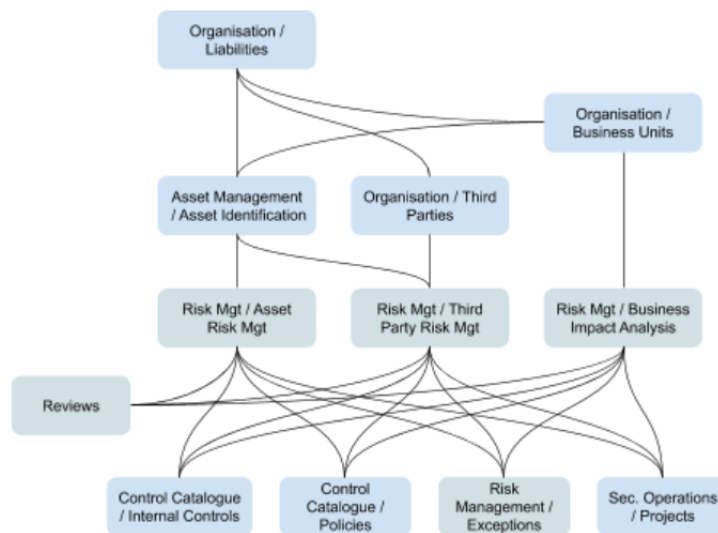 Organisation /
Liabilities
Organisation /
Business Units
Asset Management
/ Asset Identification
Organisation / Third
Parties
Risk Mgt / Asset
Risk Mgt
Risk Mgt / Third
Party Risk Mgt
Risk Mgt / Business
Impact Analysis
Reviews
Control Catalogue
/ Internal Controls
Control
Catalogue /
Policies
Risk
Management /
Exceptions
Sec. Operations
/ Projects